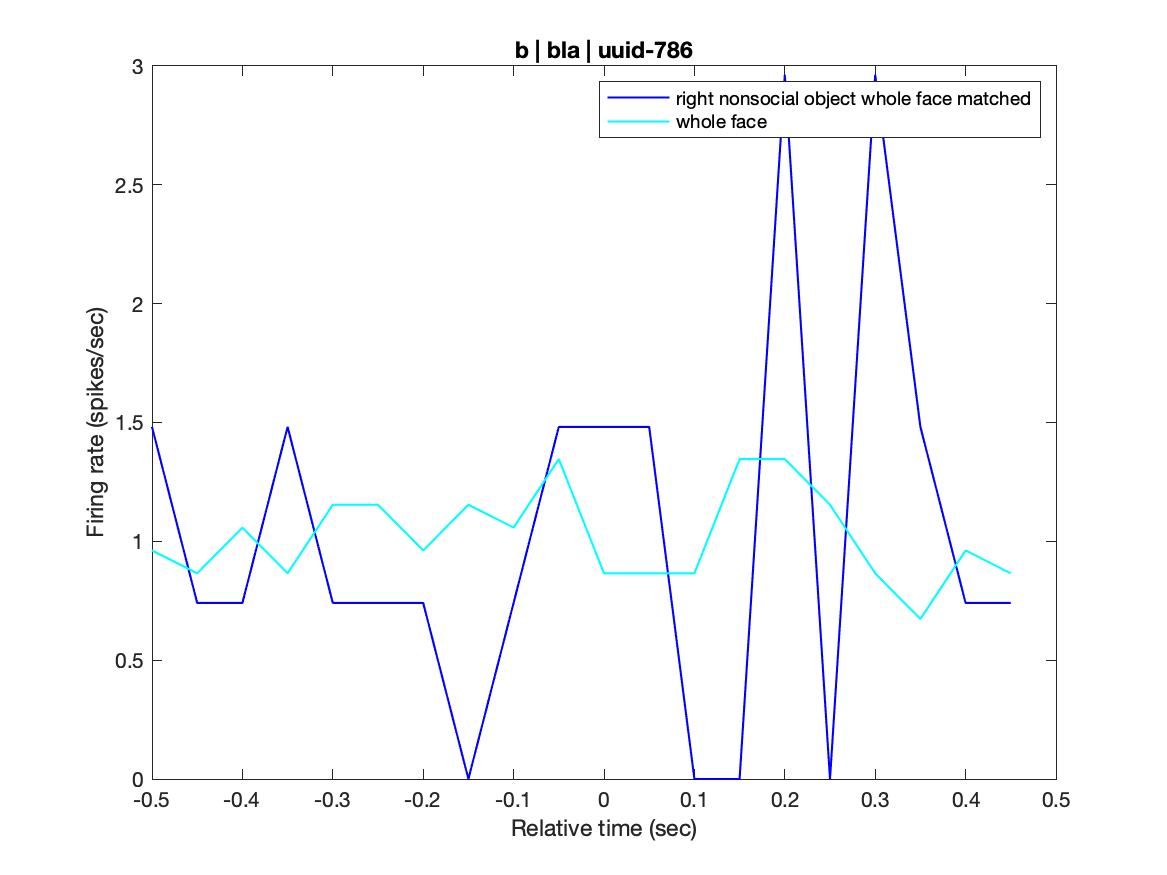 b | bla | uuid-786
right nonsocial object whole face matched
whole face
Firing rate (spikes/sec)
3
2.5
2
1.5
1
0.5
0
-0.5 -0.4 -0.3 -0.2 -0.1 0 0.1 0.2 0.3 0.4 0.5
Relative time (sec)